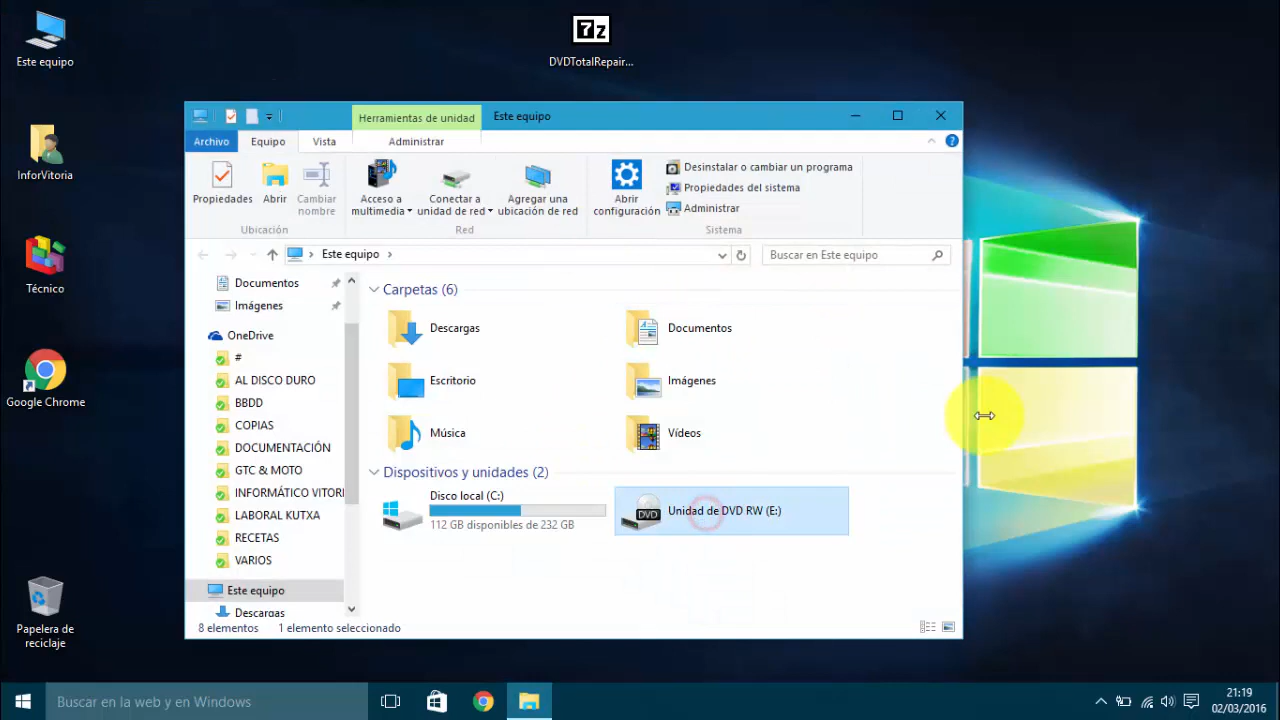 Este equipo
7z
DVDTotalRepair...
InforVitoria
Técnico
Google Chrome
Papelera de
reciclaje
Herramientas de unidad
Este equipo
Archivo
Equipo
Vista
Administrar
Propiedades
Abrir
Cambiar
nombre
Ubicación
Acceso a
multimedia
Conectar a
unidad de red
Agregar una
ubicación de red
Red
Abrir
configuración
Desinstalar o cambiar un programa
Propiedades del sistema
Administrar
Sistema
Este equipo
Buscar en Este equipo
Documentos
Imágenes
OneDrive
#
AL DISCO DURO
BBDD
COPIAS
DOCUMENTACIÓN
GTC & MOTO
INFORMÁTICO VITORI
LABORAL KUTXA
RECETAS
VARIOS
Este equipo
Descargas
Carpetas (6)
Descargas
Documentos
Escritorio
Imágenes
Música
Vídeos
Dispositivos y unidades (2)
Disco local (C:)
112 GB disponibles de 232 GB
DVD
Unidad de DVD RW (E:)
8 elementos
1 elemento seleccionado
Buscar en la web y en Windows
21:19
02/03/2016